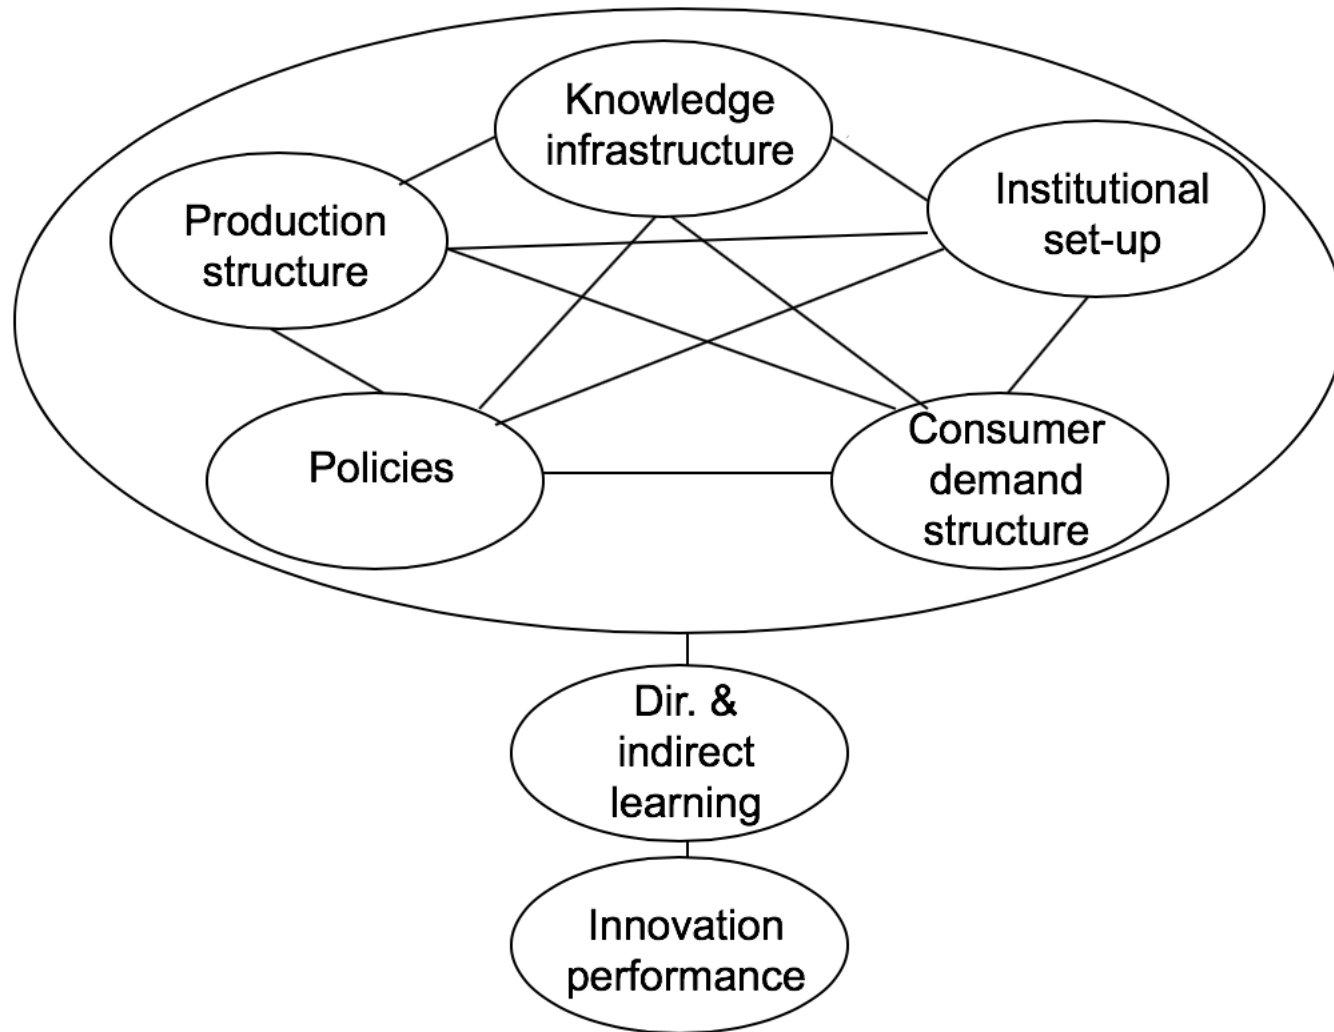 Knowledge
infrastructure
Institutional
set-up
Production
structure
Policies
Consumer
demand
structure
Dir. &
indirect
learning
Innovation
performance